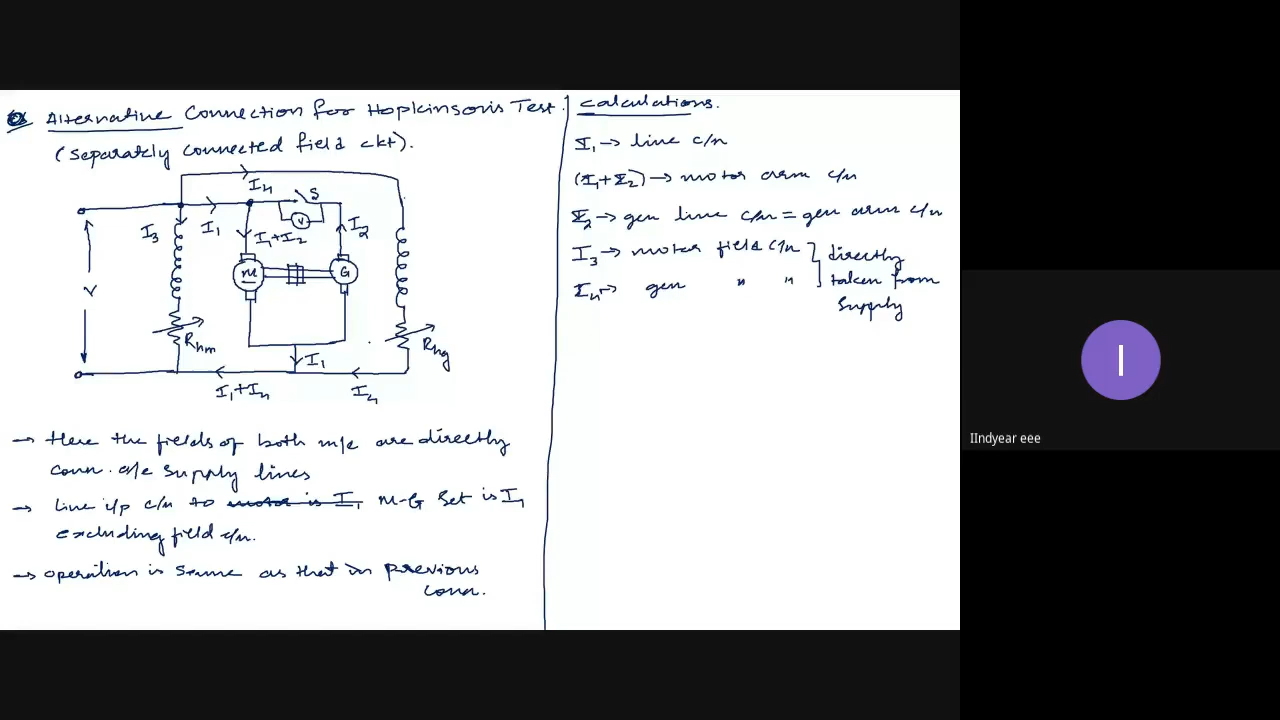 Alternative Connection for Hopkinson's Test.
(Separately connected field ckt).
I4
S
V
I3
I1
I1+I2
I2
V
M
G
Rhm
Rhg
I1
I1+I4
I4
→ Here the fields of both m/c are directly
conn. a/c supply lines
→ Line i/p c/n to motor is I1 M-G Set is I1
excluding field c/n.
→ operation is same as that in previous
conn.
Calculations.
I1 → line c/n
(I1+I2) → motor arm c/n
I2 → gen line c/n = gen arm c/n
I3 → motor field c/n } directly
I4 → gen " " taken from
supply
I
IIndyear eee